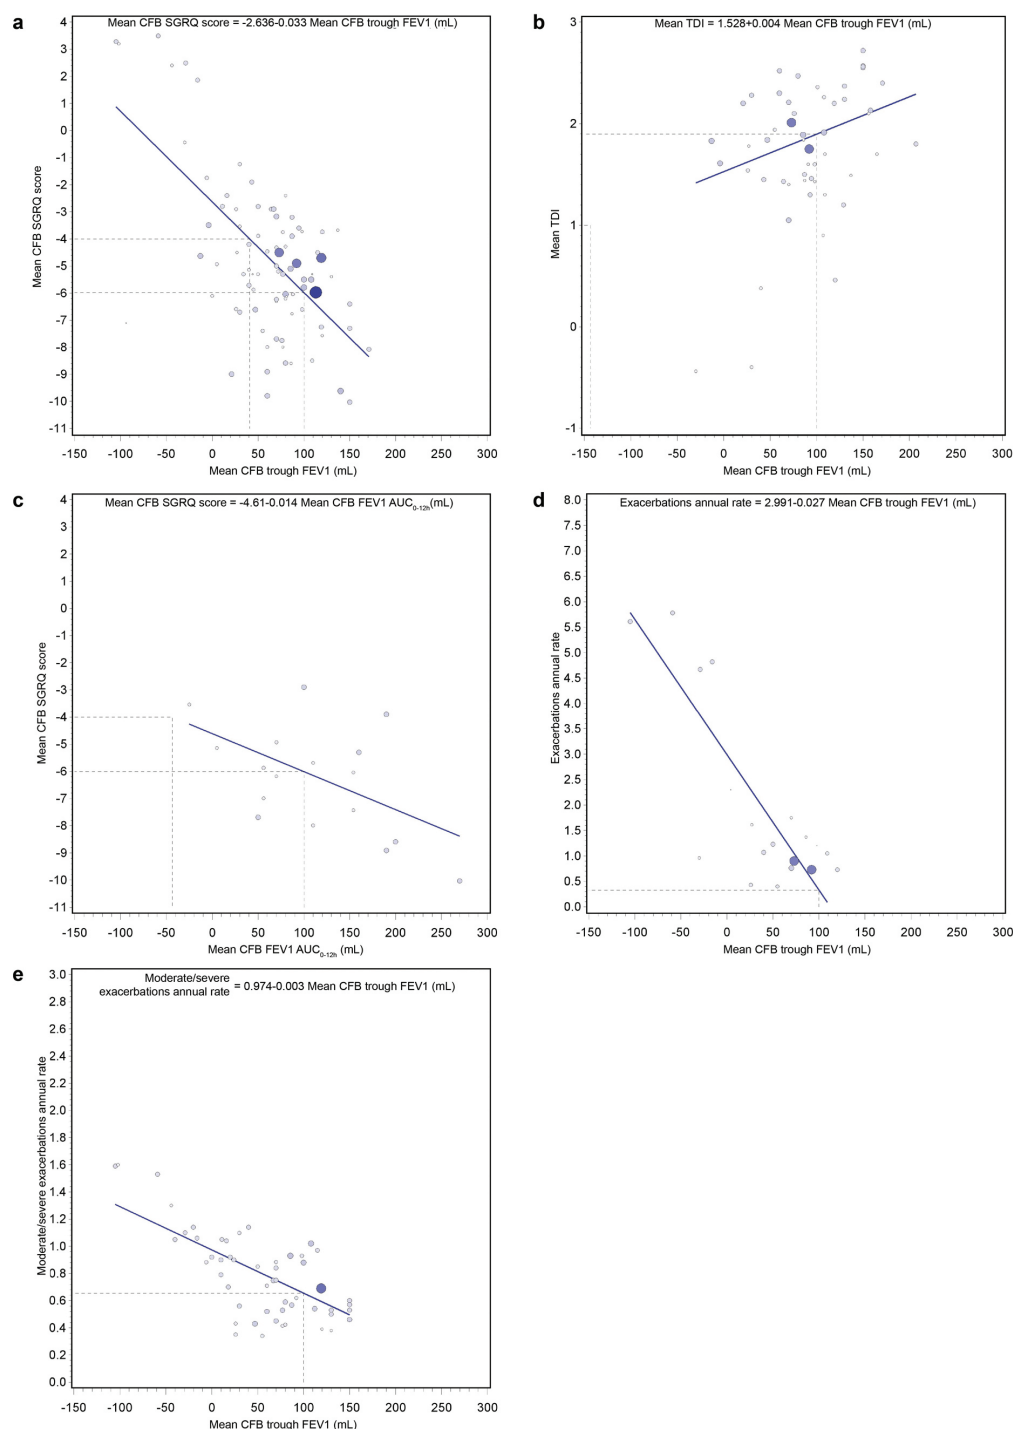 a
Mean CFB SGRQ score = -2.636-0.033 Mean CFB trough FEV1 (mL)
4
3
2
1
0
-1
-2
-3
-4
-5
-6
-7
-8
-9
-10
-11
Mean CFB SGRQ score
-150 -100 -50 0 50 100 150 200 250 300
Mean CFB trough FEV1 (mL)
b
Mean TDI = 1.528+0.004 Mean CFB trough FEV1 (mL)
3
2
1
0
-1
Mean TDI
-150 -100 -50 0 50 100 150 200 250 300
Mean CFB trough FEV1 (mL)
c
Mean CFB SGRQ score = -4.61-0.014 Mean CFB FEV1 AUC0-12h(mL)
4
3
2
1
0
-1
-2
-3
-4
-5
-6
-7
-8
-9
-10
-11
Mean CFB SGRQ score
-150 -100 -50 0 50 100 150 200 250 300
Mean CFB FEV1 AUC0-12h (mL)
d
Exacerbations annual rate = 2.991-0.027 Mean CFB trough FEV1 (mL)
8.0
7.5
7.0
6.5
6.0
5.5
5.0
4.5
4.0
3.5
3.0
2.5
2.0
1.5
1.0
0.5
0.0
Exacerbations annual rate
-150 -100 -50 0 50 100 150 200 250 300
Mean CFB trough FEV1 (mL)
e
Moderate/severe
exacerbations annual rate = 0.974-0.003 Mean CFB trough FEV1 (mL)
3.0
2.8
2.6
2.4
2.2
2.0
1.8
1.6
1.4
1.2
1.0
0.8
0.6
0.4
0.2
0.0
Moderate/severe exacerbations annual rate
-150 -100 -50 0 50 100 150 200 250 300
Mean CFB trough FEV1 (mL)